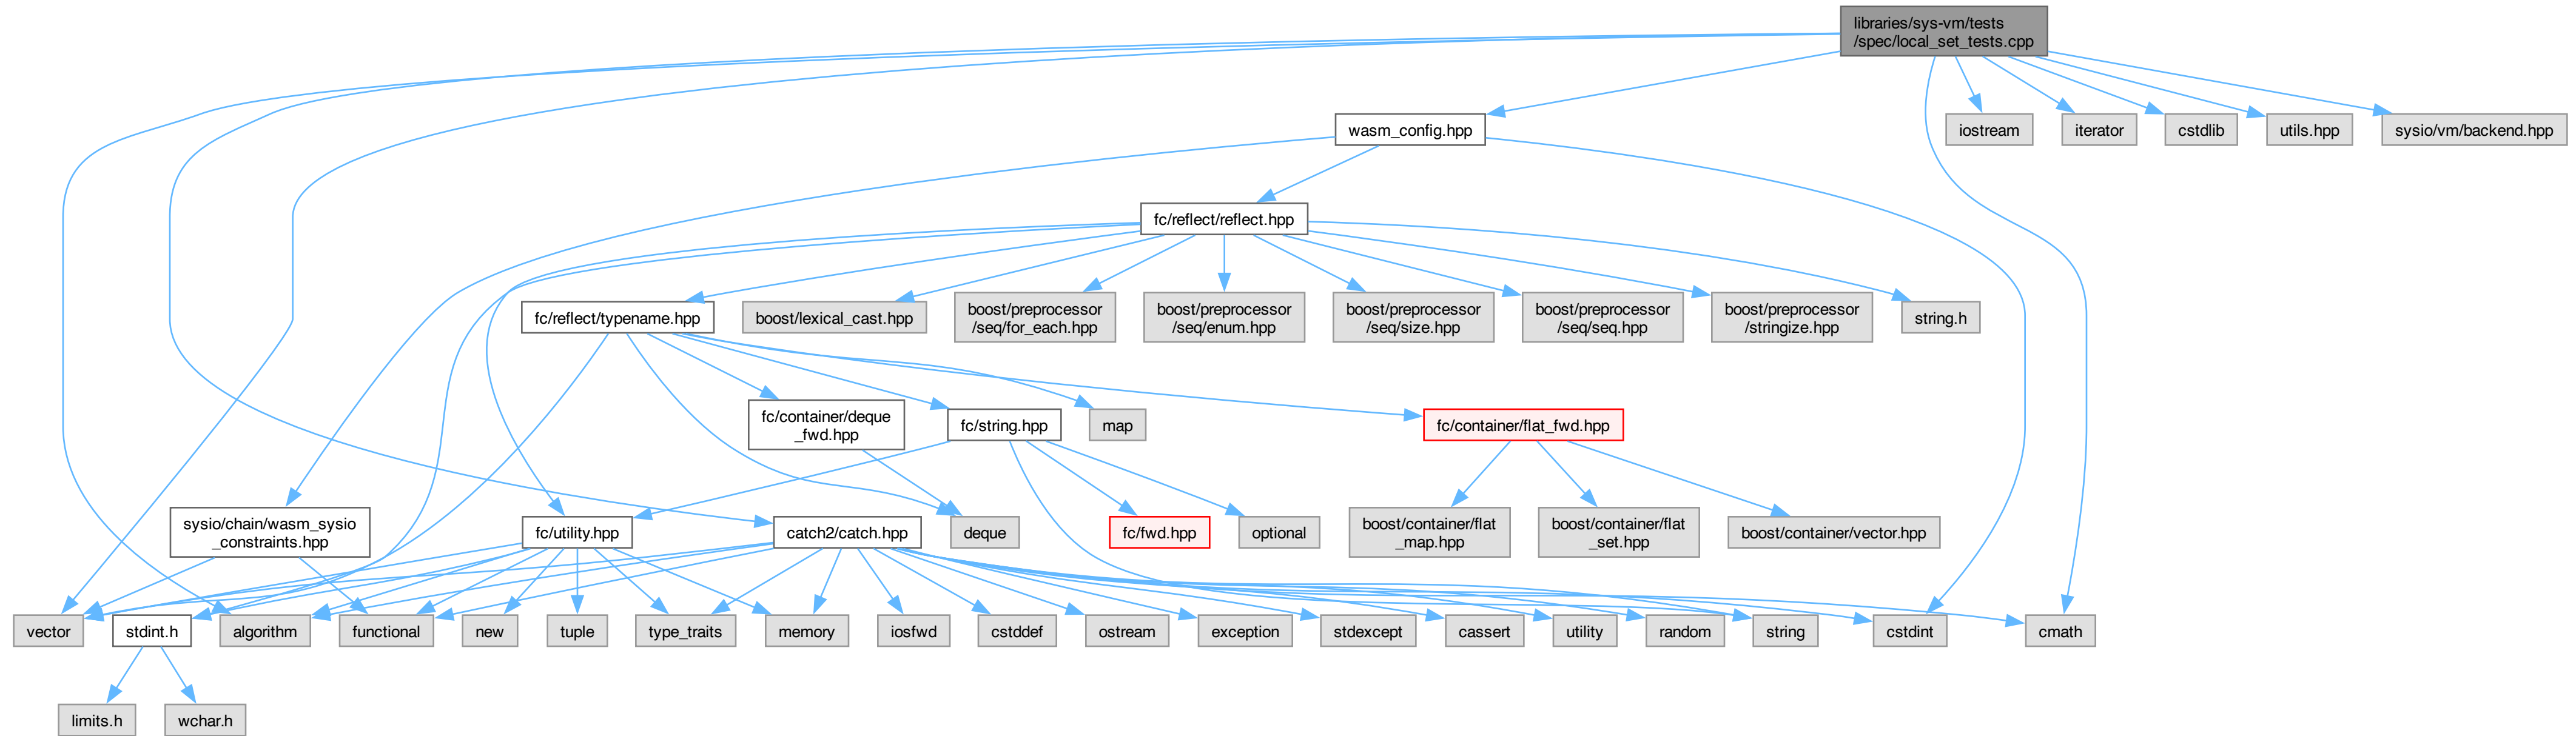 libraries/sys-vm/tests
/spec/local_set_tests.cpp
wasm_config.hpp
iostream
iterator
cstdlib
utils.hpp
sysio/vm/backend.hpp
fc/reflect/reflect.hpp
fc/reflect/typename.hpp
boost/lexical_cast.hpp
boost/preprocessor
/seq/for_each.hpp
boost/preprocessor
/seq/enum.hpp
boost/preprocessor
/seq/size.hpp
boost/preprocessor
/seq/seq.hpp
boost/preprocessor
/stringize.hpp
string.h
fc/container/deque
_fwd.hpp
fc/string.hpp
map
fc/container/flat_fwd.hpp
sysio/chain/wasm_sysio
_constraints.hpp
fc/utility.hpp
catch2/catch.hpp
deque
fc/fwd.hpp
optional
boost/container/flat
_map.hpp
boost/container/flat
_set.hpp
boost/container/vector.hpp
vector
stdint.h
algorithm
functional
new
tuple
type_traits
memory
iosfwd
cstddef
ostream
exception
stdexcept
cassert
utility
random
string
cstdint
cmath
limits.h
wchar.h